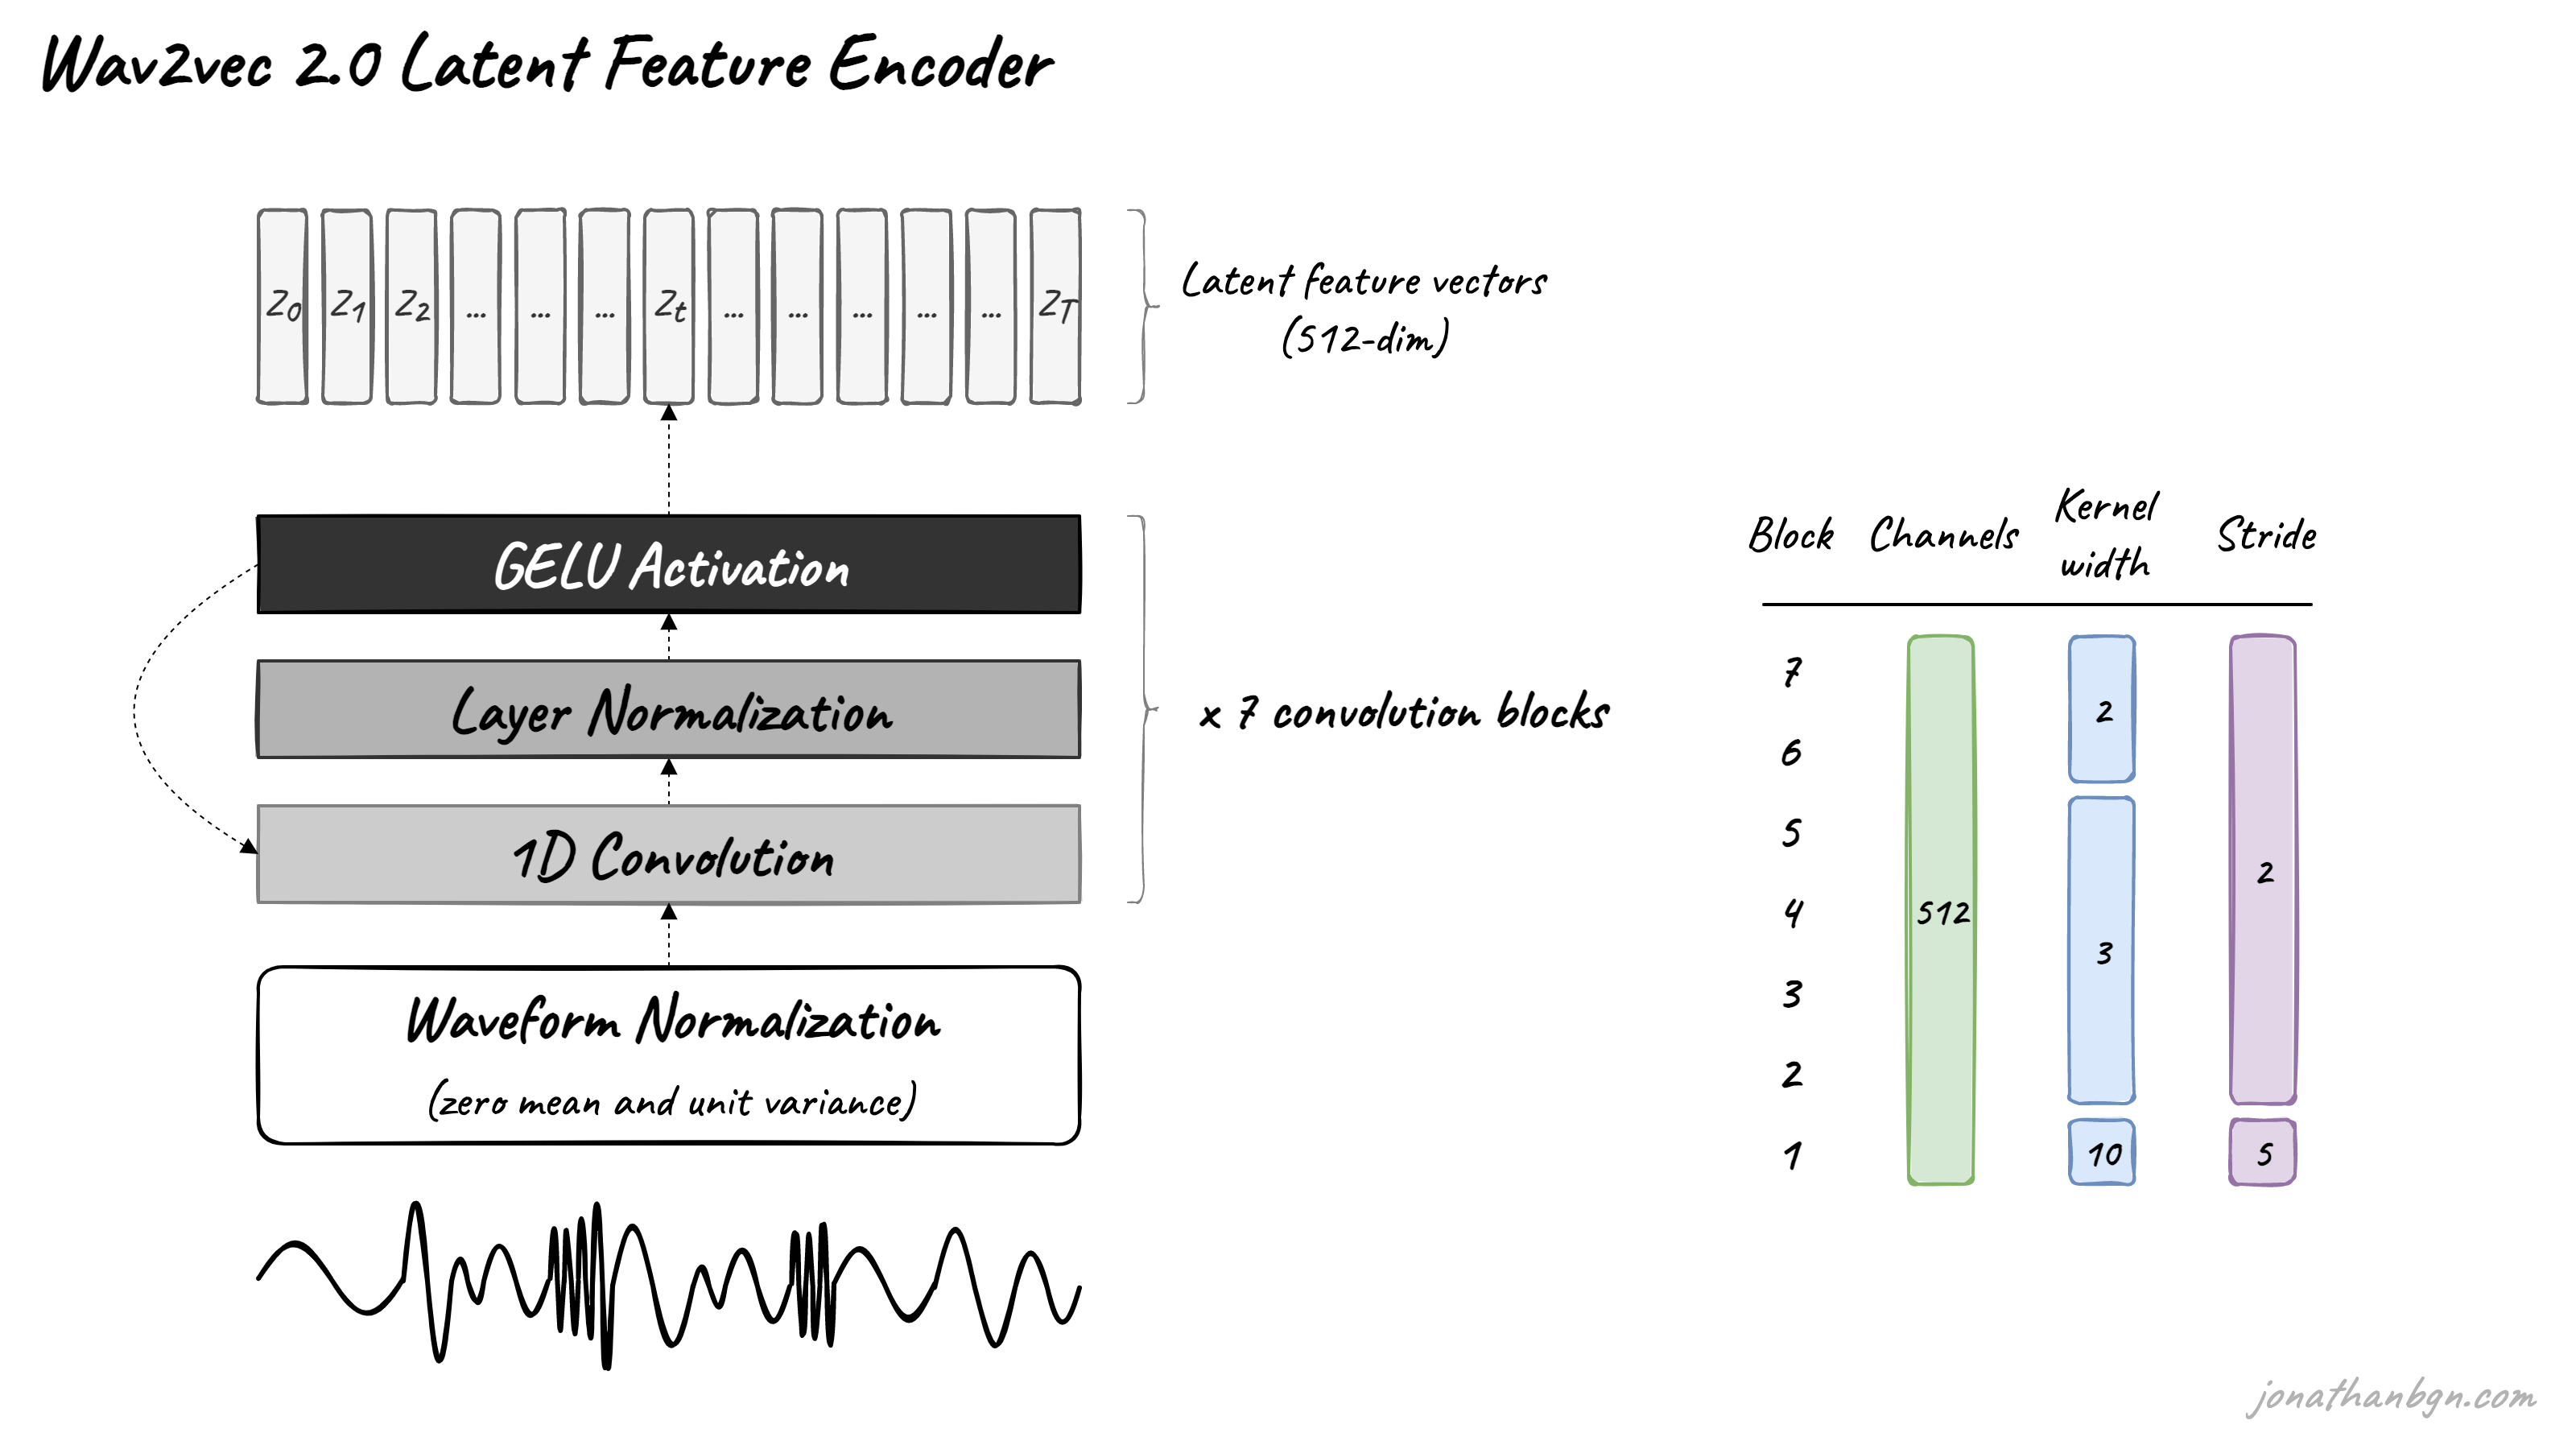 Wav2vec 2.0 Latent Feature Encoder
Z0 Z1 Z2 ... ... ... Zt ... ... ... ... ... ZT
Latent feature vectors
(512-dim)
GELU Activation
Layer Normalization
1D Convolution
x 7 convolution blocks
Waveform Normalization
(zero mean and unit variance)
Block Channels Kernel width Stride
7
2
6
5
2
4
512
3
3
2
1
10
5
jonathanbgn.com